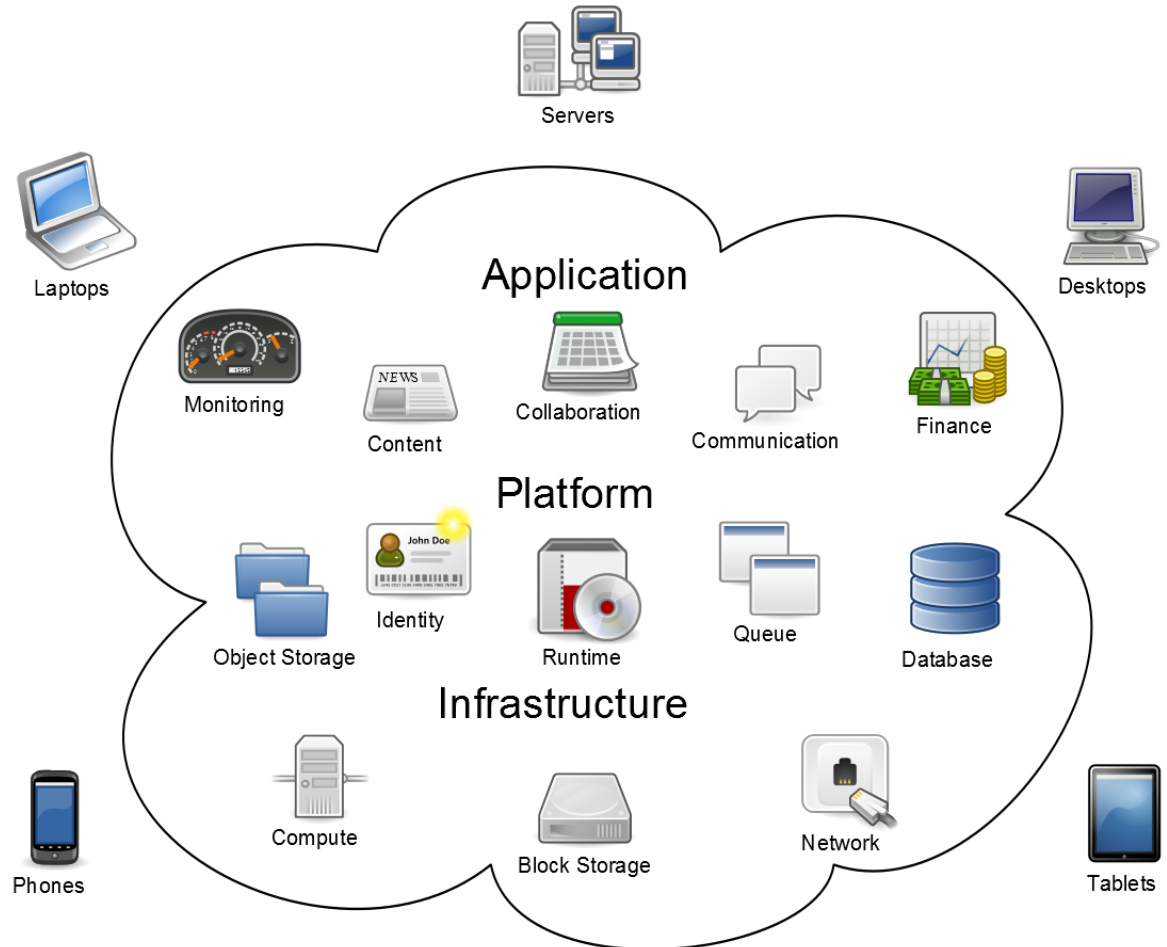 Servers
Laptops
Desktops
Application
Monitoring
NEWS
Content
Collaboration
Communication
Finance
Platform
John Doe
Identity
Object Storage
Runtime
Queue
Database
Infrastructure
Compute
Block Storage
Network
Phones
Tablets